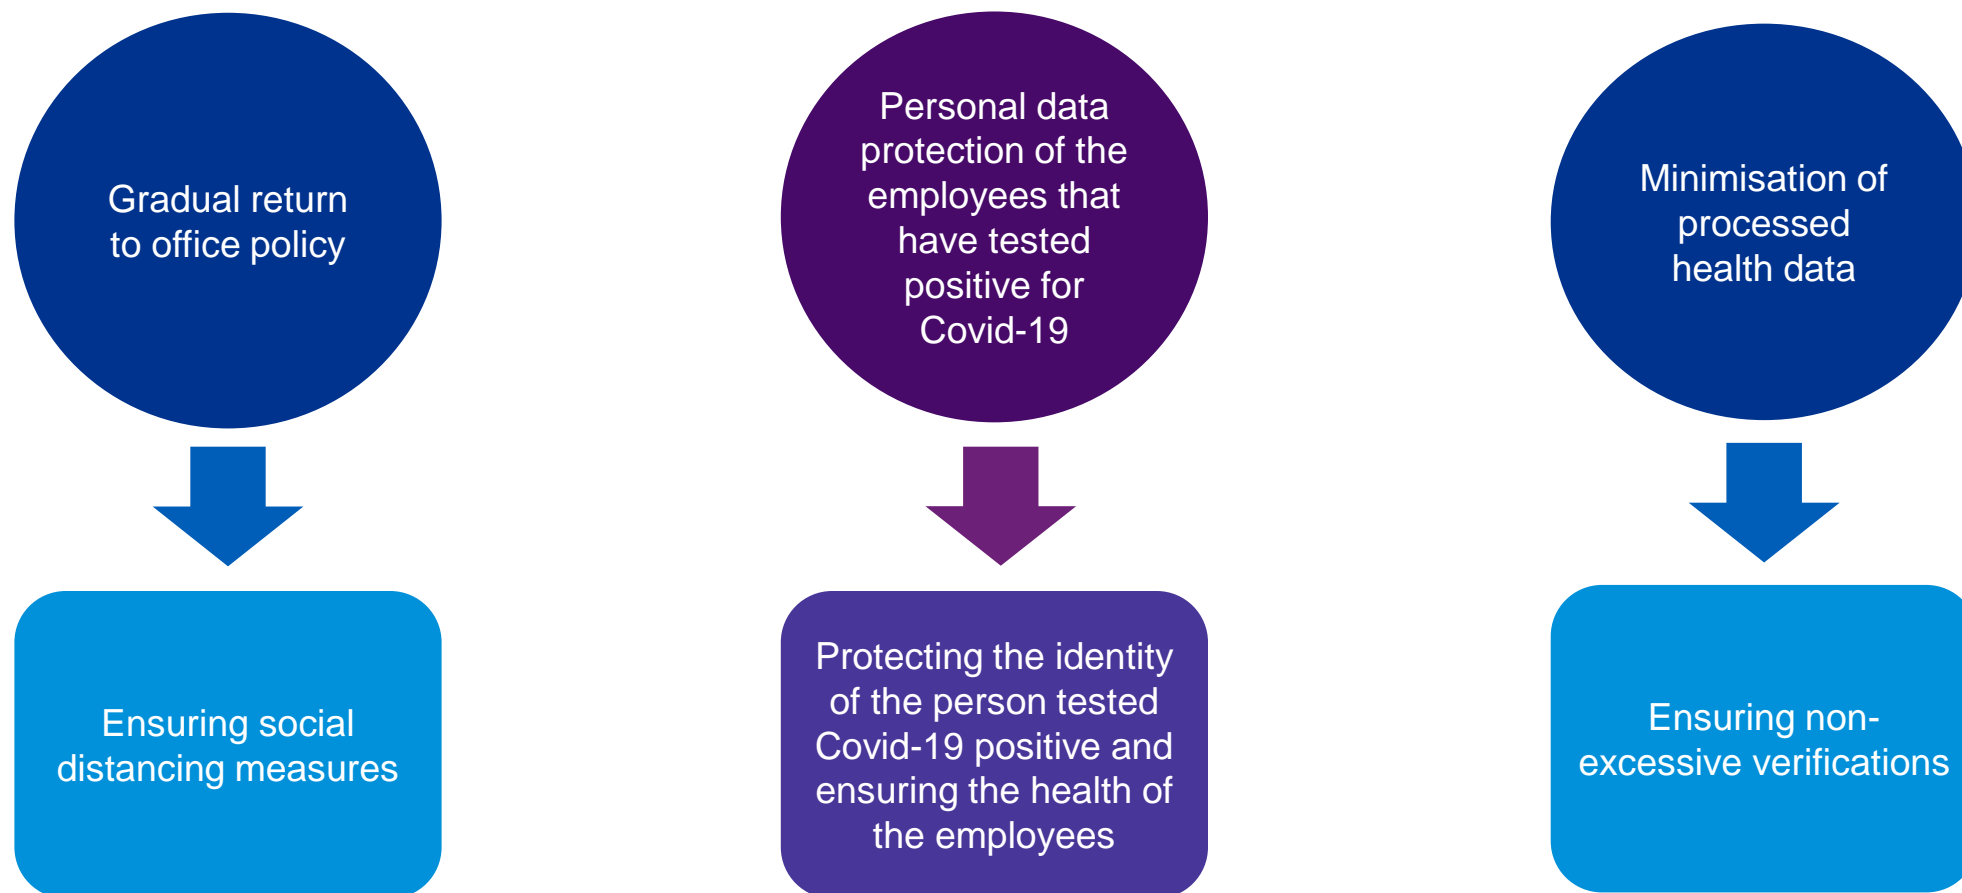 Gradual return
to office policy
Ensuring social
distancing measures
Personal data
protection of the
employees that
have tested
positive for
Covid-19
Protecting the identity
of the person tested
Covid-19 positive and
ensuring the health of
the employees
Minimisation of
processed
health data
Ensuring non-
excessive verifications